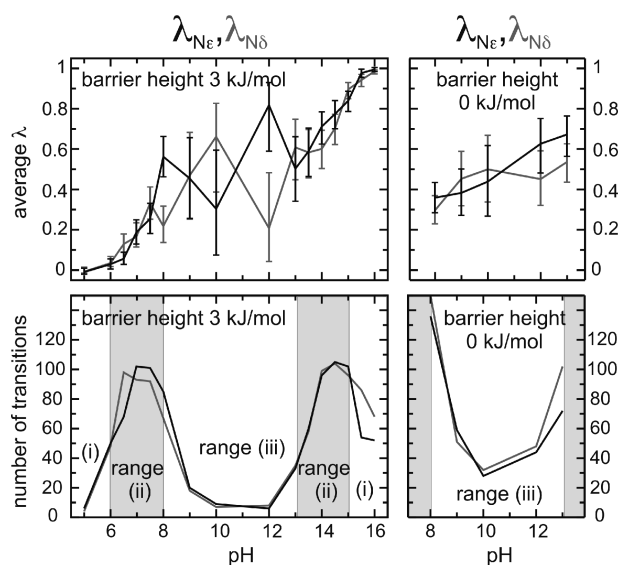 λNε,λNδ
λNε,λNδ
1
0.8
0.6
0.4
0.2
0
average λ
barrier height 3 kJ/mol
barrier height
0 kJ/mol
1
0.8
0.6
0.4
0.2
0
120
100
80
60
40
20
0
number of transitions
barrier height 3 kJ/mol
(i)
range
(ii)
range (iii)
range
(ii)
(i)
barrier height
0 kJ/mol
range (iii)
120
100
80
60
40
20
0
5 6 7 8 9 10 11 12 13 14 15 16
pH
8 9 10 11 12 13
pH